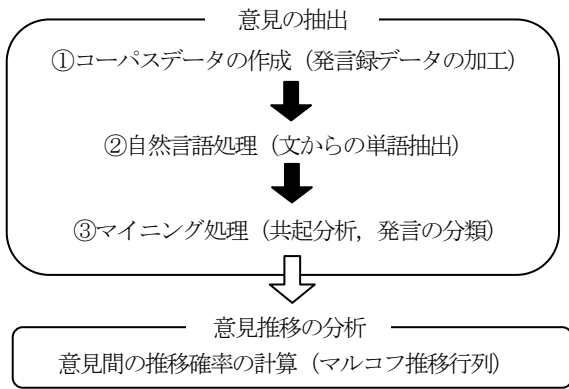 意見の抽出
①コーパスデータの作成（発言録データの加工）
②自然言語処理（文からの単語抽出）
③マイニング処理（共起分析，発言の分類）
意見推移の分析
意見間の推移確率の計算（マルコフ推移行列）